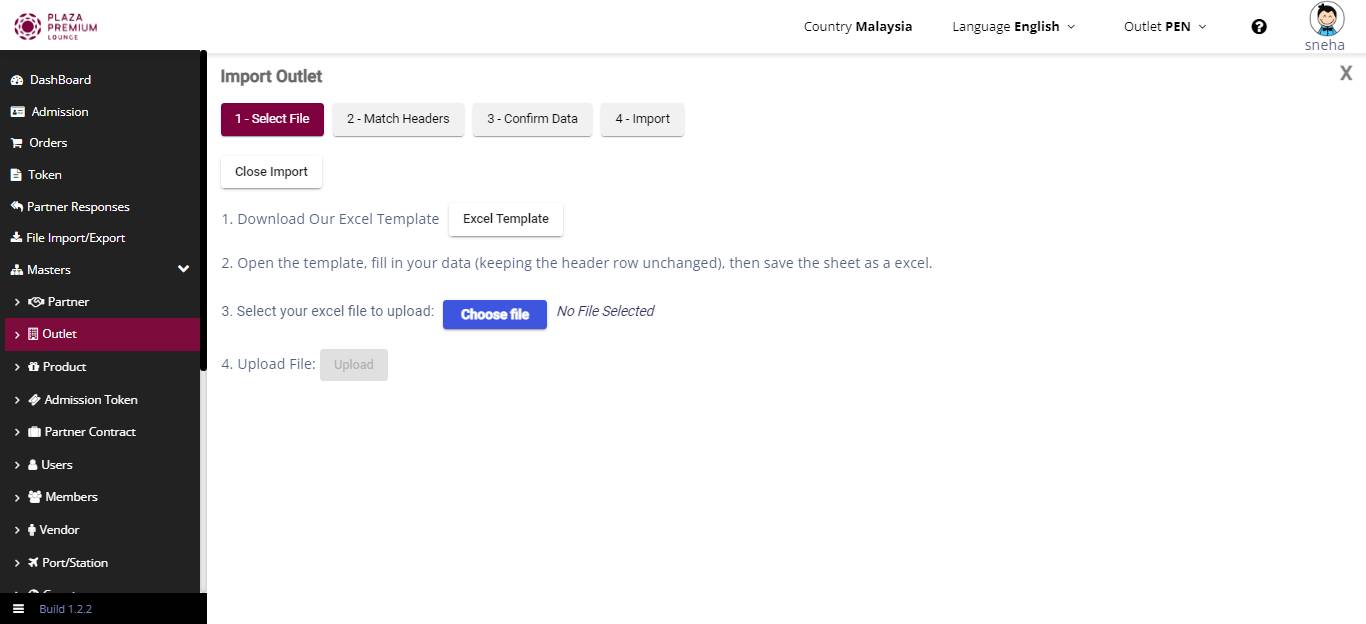 PLAZA
PREMIUM
LOUNGE
Country Malaysia
Language English
Outlet PEN
sneha
DashBoard
Admission
Orders
Token
Partner Responses
File Import/Export
Masters
Partner
Outlet
Product
Admission Token
Partner Contract
Users
Members
Vendor
Port/Station
Build 1.2.2
Import Outlet
X
1 - Select File
2 - Match Headers
3 - Confirm Data
4 - Import
Close Import
1. Download Our Excel Template
Excel Template
2. Open the template, fill in your data (keeping the header row unchanged), then save the sheet as a excel.
3. Select your excel file to upload:
Choose file
No File Selected
4. Upload File:
Upload